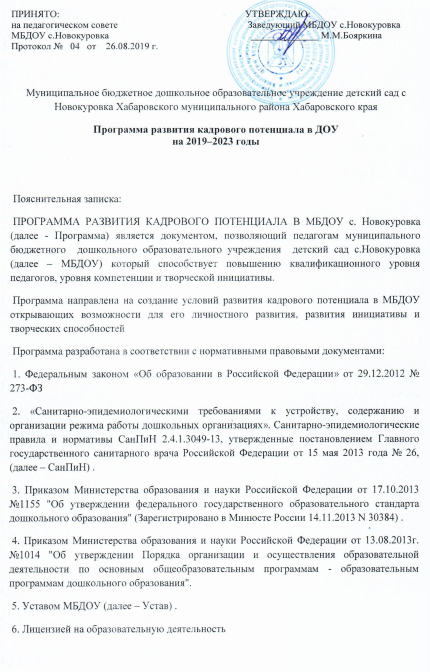 ПРИНЯТО: УТВЕРЖДАЮ:
на педагогическом совете Заведующий МБДОУ с.Новокуровка
МБДОУ с.Новокуровка М.М.Бояркина
Протокол № 04 от 26.08.2019 г.
Муниципальное бюджетное дошкольное образовательное учреждение детский сад с
Новокуровка Хабаровского муниципального района Хабаровского края
Программа развития кадрового потенциала в ДОУ
на 2019–2023 годы
Пояснительная записка:
ПРОГРАММА РАЗВИТИЯ КАДРОВОГО ПОТЕНЦИАЛА В МБДОУ с. Новокуровка
(далее - Программа) является документом, позволяющий педагогам муниципального
бюджетного дошкольного образовательного учреждения детский сад с.Новокуровка
(далее – МБДОУ) который способствует повышению квалификационного уровня
педагогов, уровня компетенции и творческой инициативы.
Программа направлена на создание условий развития кадрового потенциала в МБДОУ
открывающих возможности для его личностного развития, развития инициативы и
творческих способностей
Программа разработана в соответствии с нормативными правовыми документами:
1. Федеральным законом «Об образовании в Российской Федерации» от 29.12.2012 №
273-ФЗ
2. «Санитарно-эпидемиологическими требованиями к устройству, содержанию и
организации режима работы дошкольных организациях». Санитарно-эпидемиологические
правила и нормативы СанПиН 2.4.1.3049-13, утвержденные постановлением Главного
государственного санитарного врача Российской Федерации от 15 мая 2013 года № 26,
(далее – СанПиН) .
3. Приказом Министерства образования и науки Российской Федерации от 17.10.2013
№1155 "Об утверждении федерального государственного образовательного стандарта
дошкольного образования" (Зарегистрировано в Минюсте России 14.11.2013 N 30384) .
4. Приказом Министерства образования и науки Российской Федерации от 13.08.2013г.
№1014 "Об утверждении Порядка организации и осуществления образовательной
деятельности по основным общеобразовательным программам - образовательным
программам дошкольного образования".
5. Уставом МБДОУ (далее – Устав) .
6. Лицензией на образовательную деятельность